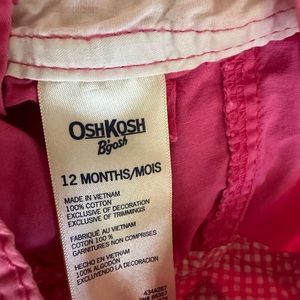 OSHKOSH
B'gosh
12 MONTHS/MOIS
MADE IN VIETNAM
100% COTTON
EXCLUSIVE OF DECORATION
EXCLUSIVE OF TRIMMINGS
FABRIQUÉ AU VIETNAM
COTON 100 %
GARNITURES NON COMPRISES
HECHO EN VIETNAM
100% ALGODÓN
EXCLUYENDO LA DECORACIÓN